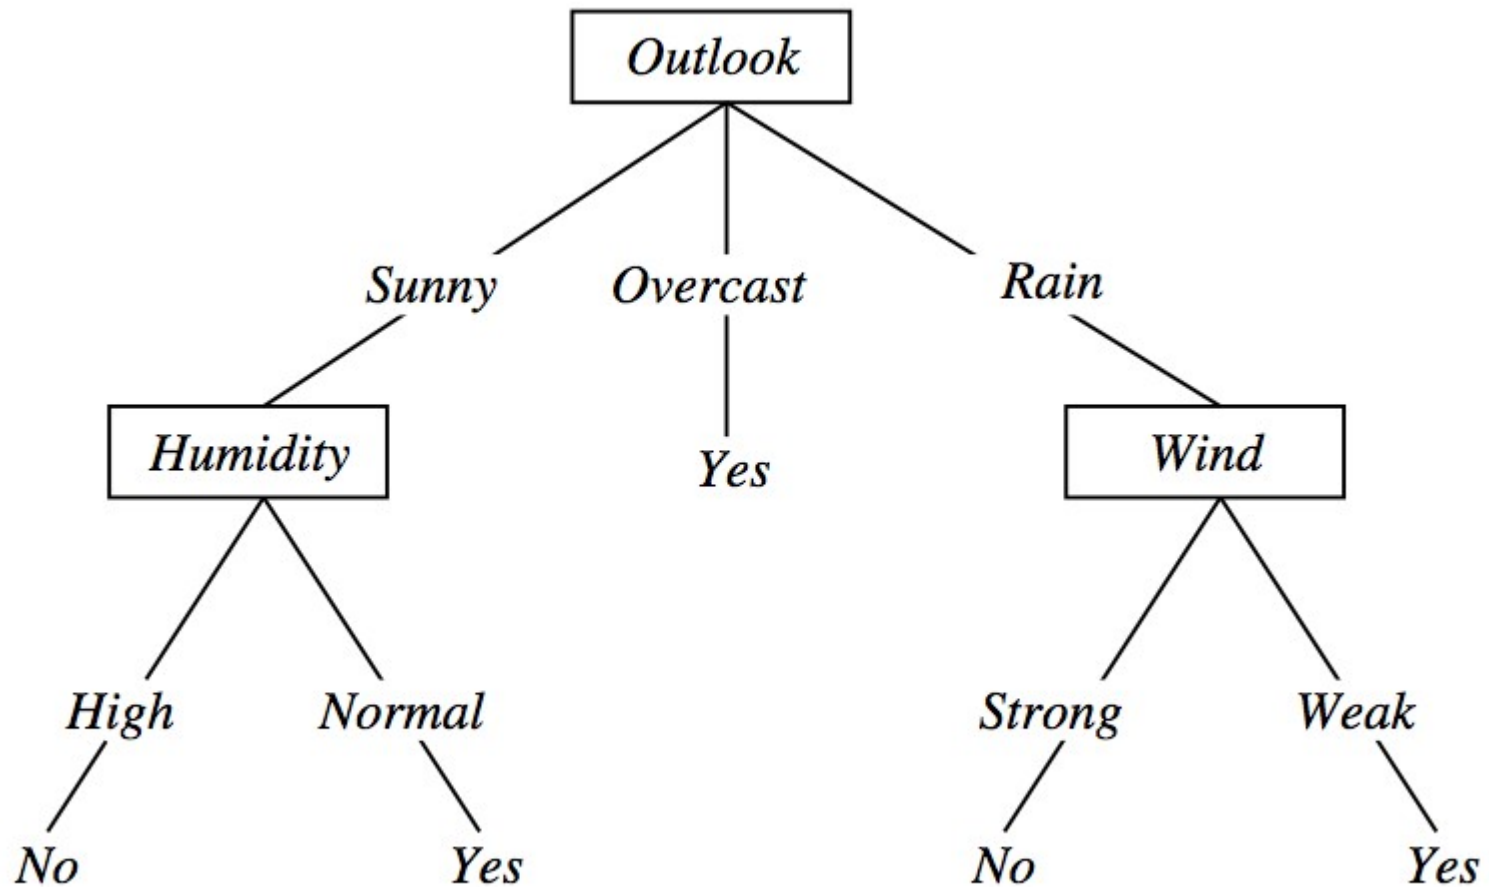 Outlook
Sunny Overcast Rain
Humidity Yes Wind
High Normal Strong Weak
No Yes No Yes